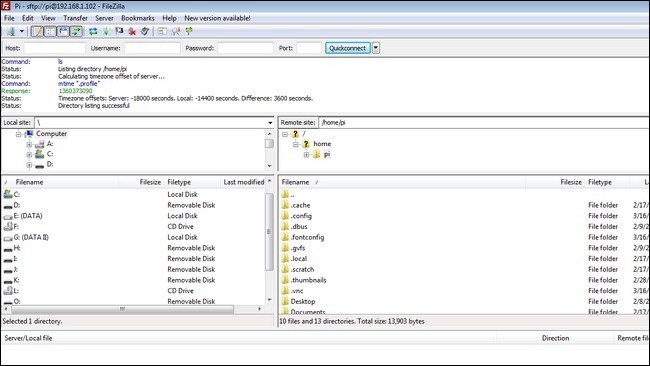 Pi - sftp://pi@192.168.1.102 - FileZilla
File Edit View Transfer Server Bookmarks Help New version available!
Host: Username: Password: Port: Quickconnect
Command: ls
Status: Listing directory /home/pi
Status: Calculating timezone offset of server...
Command: mtime ".profile"
Response: 1360373090
Status: Timezone offsets: Server: -18000 seconds. Local: -14400 seconds. Difference: 3600 seconds.
Status: Directory listing successful
Local site: \ Remote site: /home/pi
Computer /
A: home
C: pi
D:
/ Filename Filesize Filetype Last modified Filename / Filesize Filetype L
C: Local Disk ..
D: Removable Disk .cache File folder 2/17/
E: (DATA) Local Disk .config File folder 3/16/
F: CD Drive .dbus File folder 2/9/2
G: (DATA II) Local Disk .fontconfig File folder 3/16/
H: Removable Disk .gvfs File folder 2/9/2
I: Removable Disk .local File folder 2/17/
J: Removable Disk .scratch File folder 2/17/
K: Removable Disk .thumbnails File folder 2/28/
L: CD Drive .vnc File folder 3/16/
O: Removable Disk Desktop File folder 2/8/2
Documents File folder 2/17/
Selected 1 directory. 10 files and 13 directories. Total size: 13,903 bytes
Server/Local file Direction Remote file